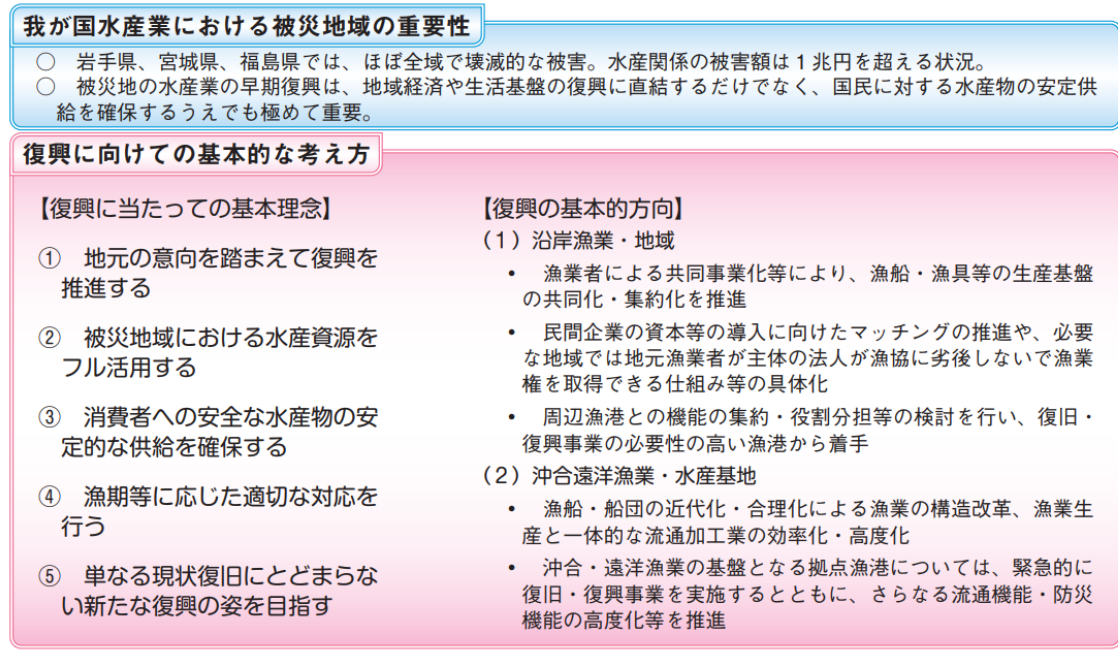 我が国水産業における被災地域の重要性
○　岩手県、宮城県、福島県では、ほぼ全域で壊滅的な被害。水産関係の被害額は1兆円を超える状況。
○　被災地の水産業の早期復興は、地域経済や生活基盤の復興に直結するだけでなく、国民に対する水産物の安定供
給を確保するうえでも極めて重要。
復興に向けての基本的な考え方
【復興に当たっての基本理念】
①　地元の意向を踏まえて復興を
推進する
②　被災地域における水産資源を
フル活用する
③　消費者への安全な水産物の安
定的な供給を確保する
④　漁期等に応じた適切な対応を
行う
⑤　単なる現状復旧にとどまらな
い新たな復興の姿を目指す
【復興の基本的方向】
（1）沿岸漁業・地域
•　漁業者による共同事業化等により、漁船・漁具等の生産基盤
の共同化・集約化を推進
•　民間企業の資本等の導入に向けたマッチングの推進や、必要
な地域では地元漁業者が主体の法人が漁協に劣後しないで漁業
権を取得できる仕組み等の具体化
•　周辺漁港との機能の集約・役割分担等の検討を行い、復旧・
復興事業の必要性の高い漁港から着手
（2）沖合遠洋漁業・水産基地
•　漁船・船団の近代化・合理化による漁業の構造改革、漁業生
産と一体的な流通加工業の効率化・高度化
•　沖合・遠洋漁業の基盤となる拠点漁港については、緊急的に
復旧・復興事業を実施するとともに、さらなる流通機能・防災
機能の高度化等を推進